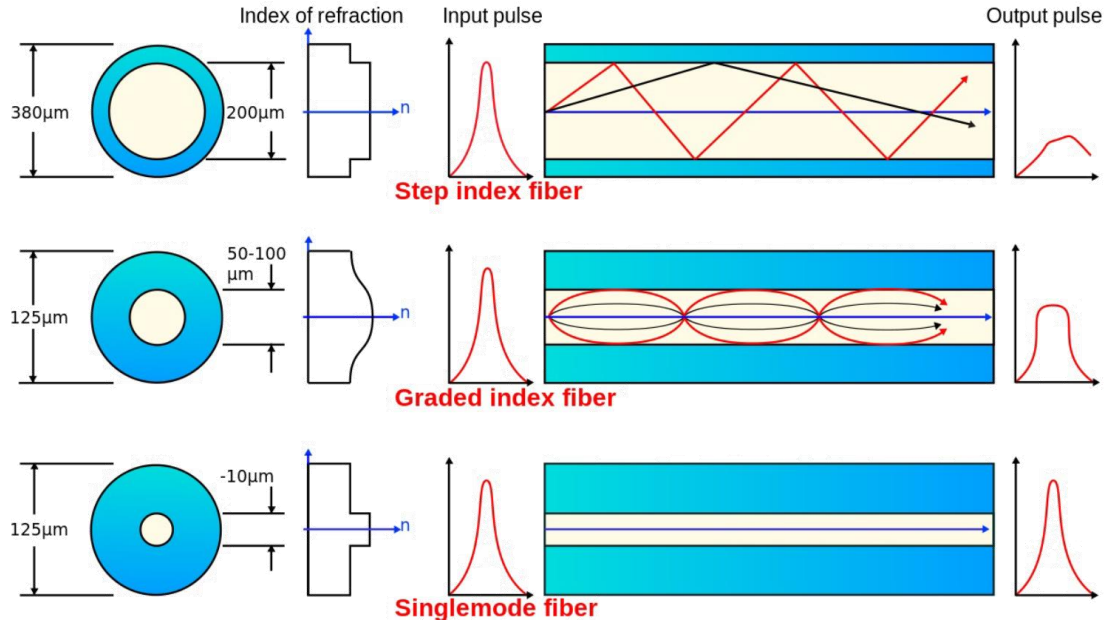 Index of refraction
Input pulse
Output pulse
380µm
200µm
n
Step index fiber
50-100
µm
125µm
n
Graded index fiber
-10µm
125µm
n
Singlemode fiber